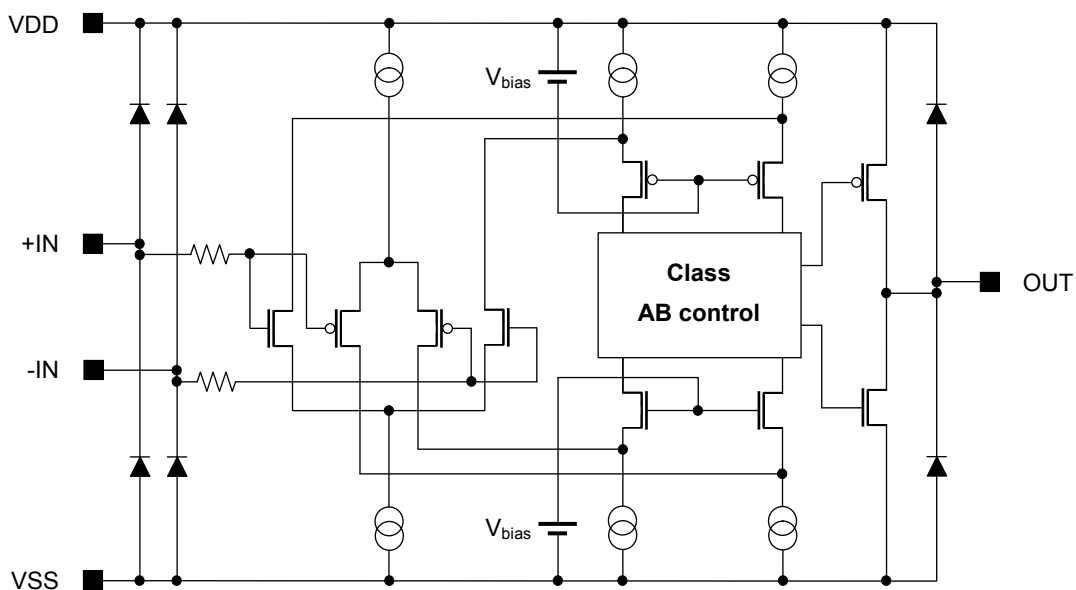 VDD
Vbias
+IN
Class
AB control
OUT
-IN
Vbias
VSS